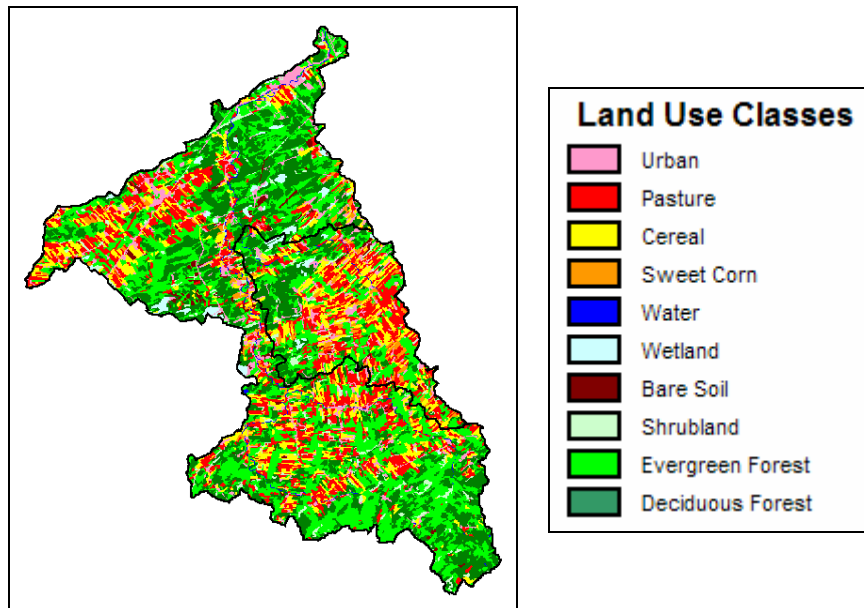 Land Use Classes
Urban
Pasture
Cereal
Sweet Corn
Water
Wetland
Bare Soil
Shrubland
Evergreen Forest
Deciduous Forest